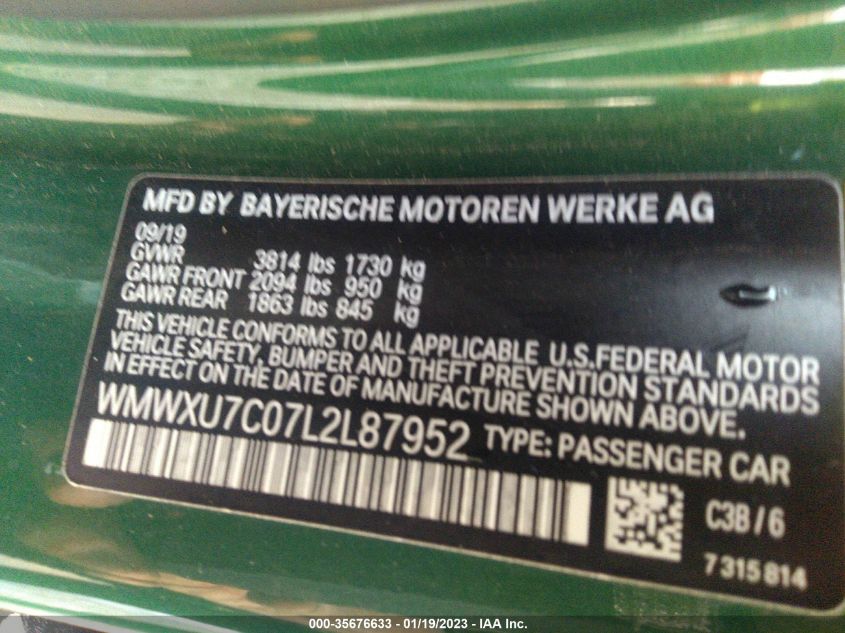 MFD BY BAYERISCHE MOTOREN WERKE AG
09/19
GVWR 3814 lbs 1730 kg
GAWR FRONT 2094 lbs 950 kg
GAWR REAR 1863 lbs 845 kg
THIS VEHICLE CONFORMS TO ALL APPLICABLE U.S.FEDERAL MOTOR
VEHICLE SAFETY, BUMPER AND THEFT PREVENTION STANDARDS
IN EFFECT ON THE DATE OF MANUFACTURE SHOWN ABOVE.
WMWXU7C07L2L87952 TYPE: PASSENGER CAR
C3B / 6
7 315 814
000-35676633 - 01/19/2023 - IAA Inc.